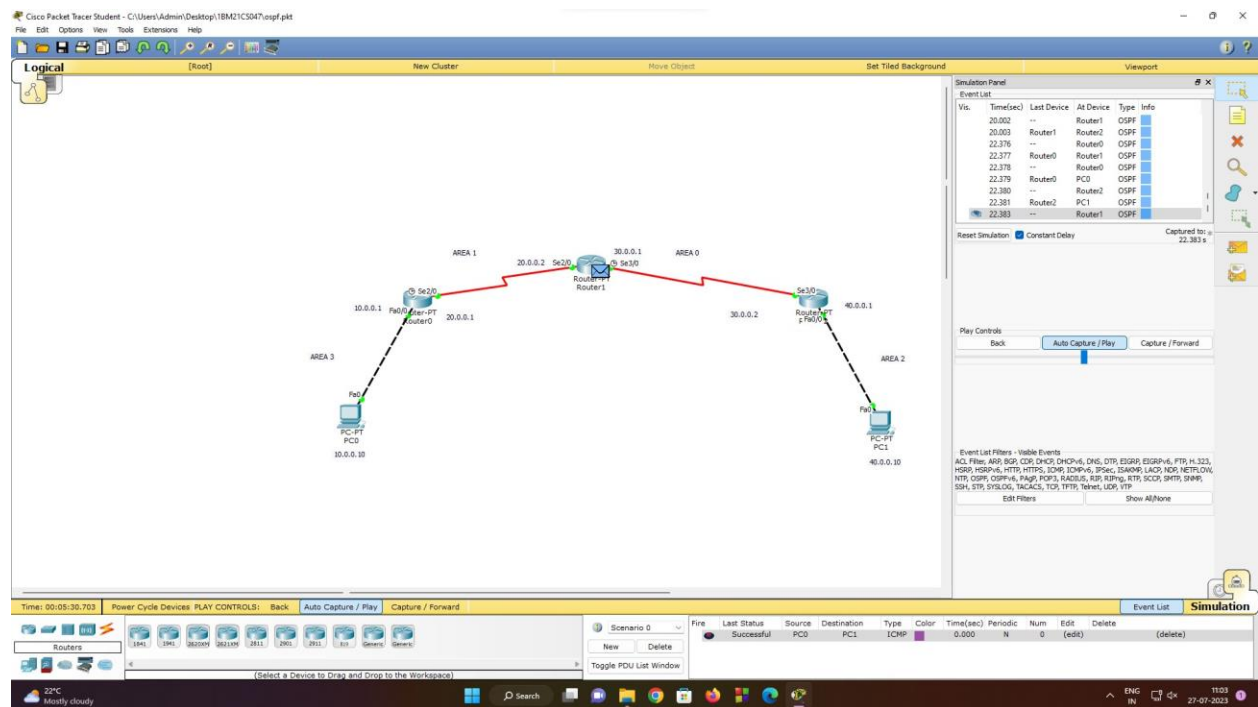 Cisco Packet Tracer Student - C:\Users\Admin\Desktop\1BM21CS047\ospf.pkt
File Edit Options View Tools Extensions Help
Logical [Root] New Cluster Move Object Set Tiled Background Viewport
Simulation Panel
Event List
Vis. Time(sec) Last Device At Device Type Info
20.002 -- Router1 OSPF
20.003 Router1 Router2 OSPF
22.376 -- Router0 OSPF
22.377 Router0 Router1 OSPF
22.378 -- Router0 OSPF
22.379 Router0 PC0 OSPF
22.380 -- Router2 OSPF
22.381 Router2 PC1 OSPF
22.383 -- Router1 OSPF
Reset Simulation Constant Delay Captured to:
22.383 s
Play Controls
Back Auto Capture / Play Capture / Forward
Event List Filters - Visible Events
ACL Filter, ARP, BGP, CDP, DHCP, DHCPv6, DNS, DTP, EIGRP, EIGRPv6, FTP, H.323,
HSRP, HSRPv6, HTTP, HTTPS, ICMP, ICMPv6, IPSec, ISAKMP, LACP, NDP, NETFLOW,
NTP, OSPF, OSPFv6, PAgP, POP3, RADIUS, RIP, RIPng, RTP, SCCP, SMTP, SNMP,
SSH, STP, SYSLOG, TACACS, TCP, TFTP, Telnet, UDP, VTP
Edit Filters Show All/None
AREA 1
30.0.0.1 AREA 0
20.0.0.2 Se2/0 Se3/0
Router-PT
Router1
Se2/0
10.0.0.1 Fa0/0
Router0 20.0.0.1
Se3/0
40.0.0.1
30.0.0.2
Router-PT
Fa0/0
AREA 3
AREA 2
Fa0
PC-PT
PC0
10.0.0.10
Fa0
PC-PT
PC1
40.0.0.10
Time: 00:05:30.703 Power Cycle Devices PLAY CONTROLS: Back Auto Capture / Play Capture / Forward Event List Simulation
Routers
1841 1941 2620XM 2621XM 2811 2901 2911 Generic Generic
(Select a Device to Drag and Drop to the Workspace)
Scenario 0
New Delete
Toggle PDU List Window
Fire Last Status Source Destination Type Color Time(sec) Periodic Num Edit Delete
Successful PC0 PC1 ICMP 0.000 N 0 (edit) (delete)
22°C
Mostly cloudy
Search
ENG
IN
11:03
27-07-2023